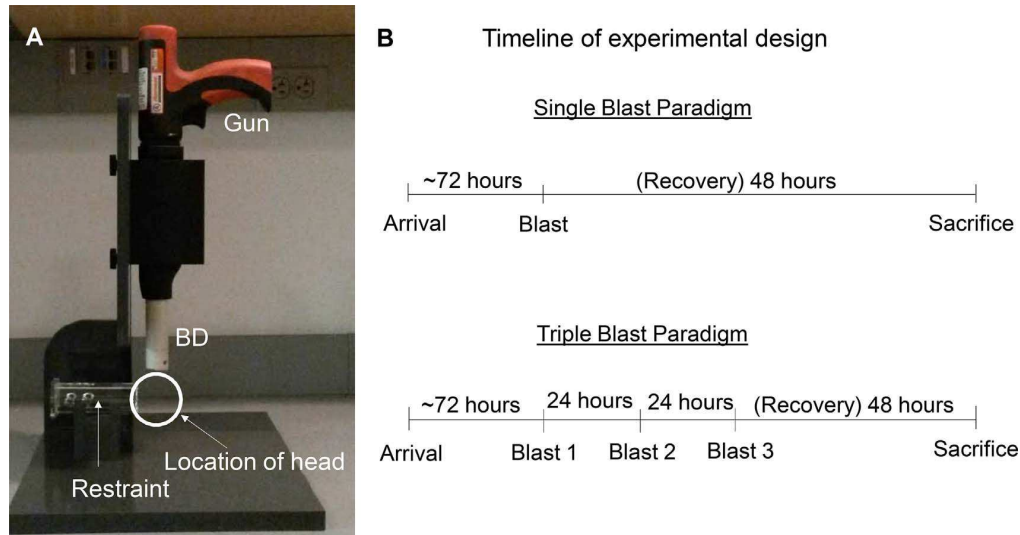 A
Gun
BD
Location of head
Restraint
B
Timeline of experimental design
Single Blast Paradigm
~72 hours
(Recovery) 48 hours
Arrival
Blast
Sacrifice
Triple Blast Paradigm
~72 hours
24 hours
24 hours
(Recovery) 48 hours
Arrival
Blast 1
Blast 2
Blast 3
Sacrifice